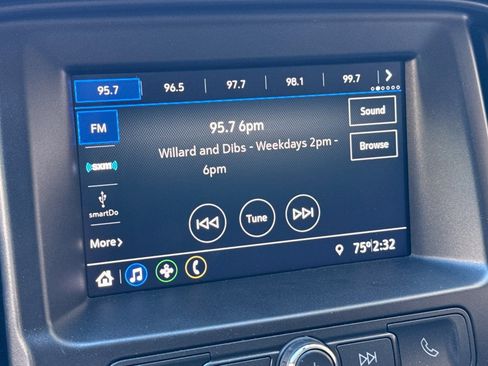 95.7 96.5 97.7 98.1 99.7
FM
95.7 6pm
Sound
Willard and Dibs - Weekdays 2pm -
6pm
Browse
sxm
smartDo
Tune
More
75° 2:32